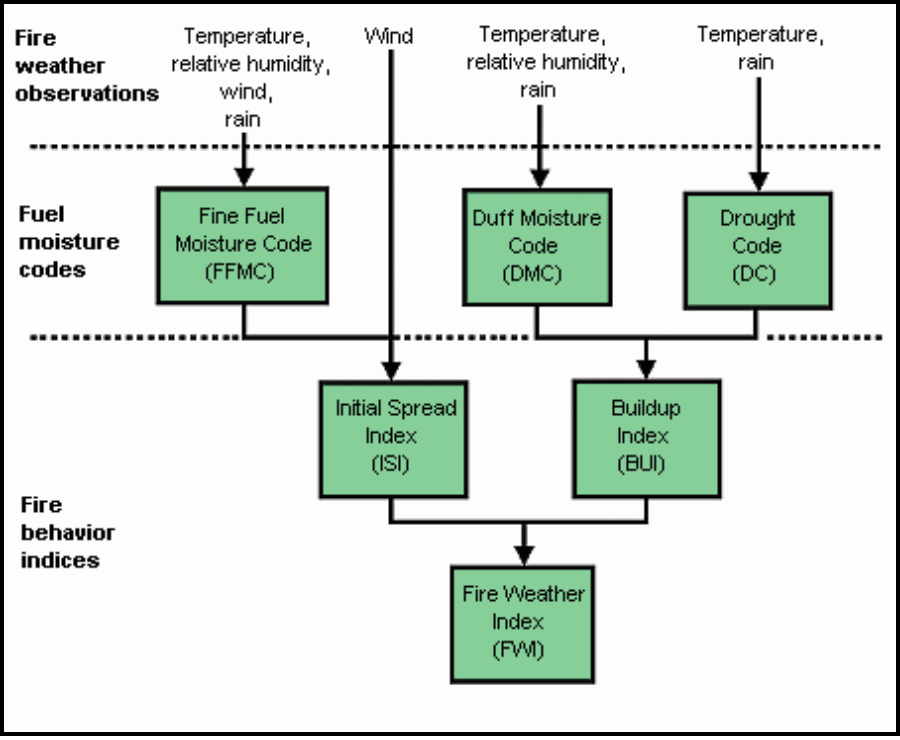 Fire
weather
observations
Temperature,
relative humidity,
wind,
rain
Wind
Temperature,
relative humidity,
rain
Temperature,
rain
Fuel
moisture
codes
Fine Fuel
Moisture Code
(FFMC)
Duff Moisture
Code
(DMC)
Drought
Code
(DC)
Fire
behavior
indices
Initial Spread
Index
(ISI)
Buildup
Index
(BUI)
Fire Weather
Index
(FWI)